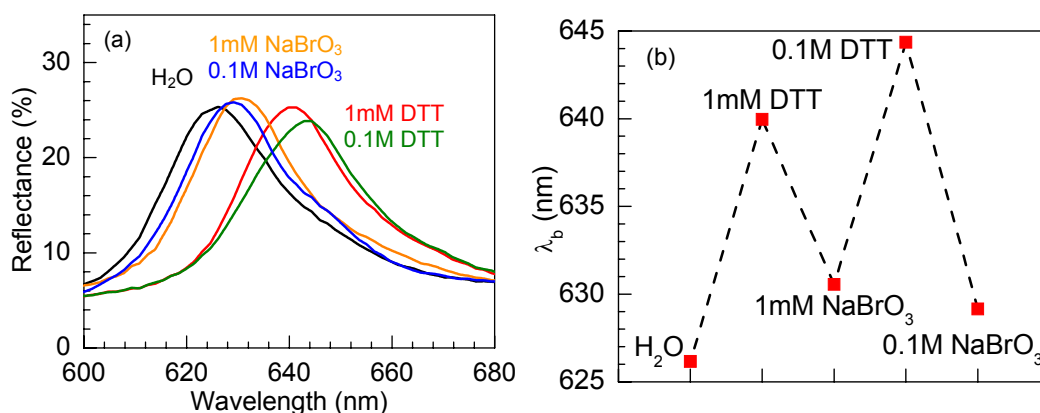 (a)
1mM NaBrO₃
0.1M NaBrO₃
H₂O
1mM DTT
0.1M DTT
Reflectance (%)
30
20
10
0
600 620 640 660 680
Wavelength (nm)
(b)
0.1M DTT
1mM DTT
1mM NaBrO₃
0.1M NaBrO₃
H₂O
λb (nm)
645
640
635
630
625